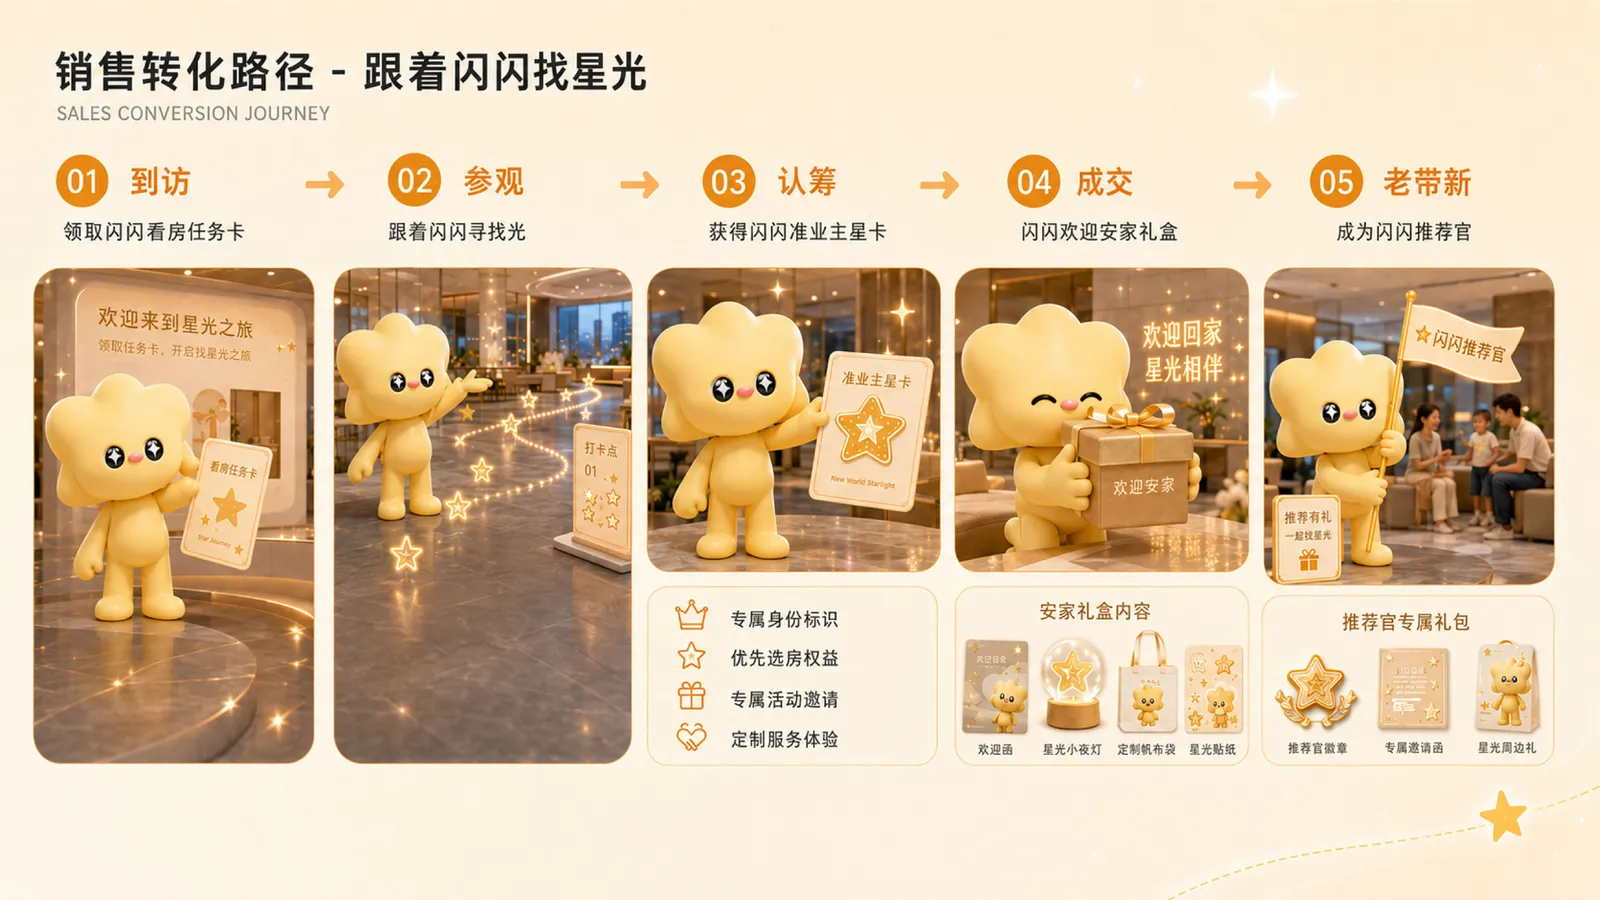 销售转化路径 - 跟着闪闪找星光
SALES CONVERSION JOURNEY
01 到访
领取闪闪看房任务卡
02 参观
跟着闪闪寻找光
03 认筹
获得闪闪准业主星卡
04 成交
闪闪欢迎安家礼盒
05 老带新
成为闪闪推荐官
欢迎来到星光之旅
领取任务卡，开启找星光之旅
看房任务卡
Star Journey
打卡点
01
准业主星卡
New World Starlight
欢迎回家
星光相伴
欢迎安家
闪闪推荐官
推荐有礼
一起找星光
专属身份标识
优先选房权益
专属活动邀请
定制服务体验
安家礼盒内容
欢迎函
星光小夜灯
定制帆布袋
星光贴纸
推荐官专属礼包
推荐官徽章
专属邀请函
星光周边礼